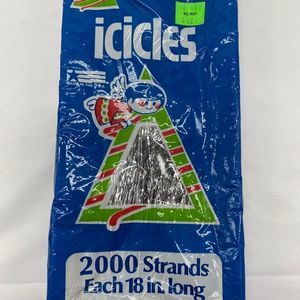 icicles
2000 Strands
Each 18 in. long